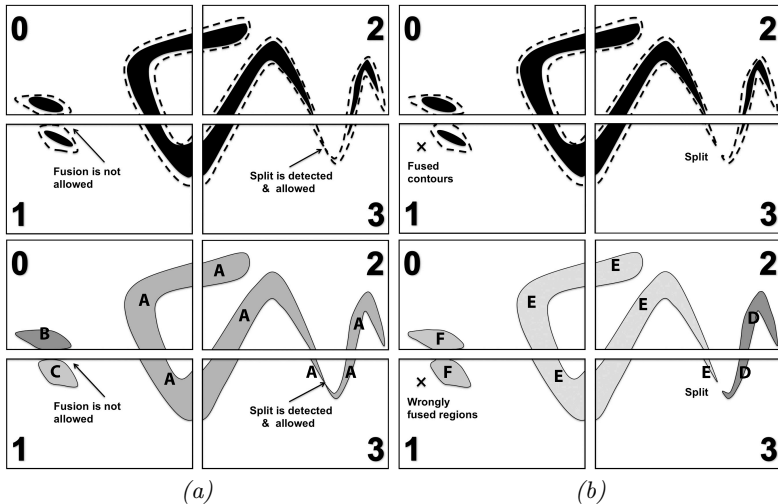 0
2
0
2
Fusion is not
allowed
Split is detected
& allowed
× Fused
contours
Split
1
3
1
3
0
2
0
2
A
A
A
A
B
C
A
A
A
A
Fusion is not
allowed
Split is detected
& allowed
1
3
E
E
E
D
F
F
E
E
D
Split
× Wrongly
fused regions
1
3
(a)
(b)